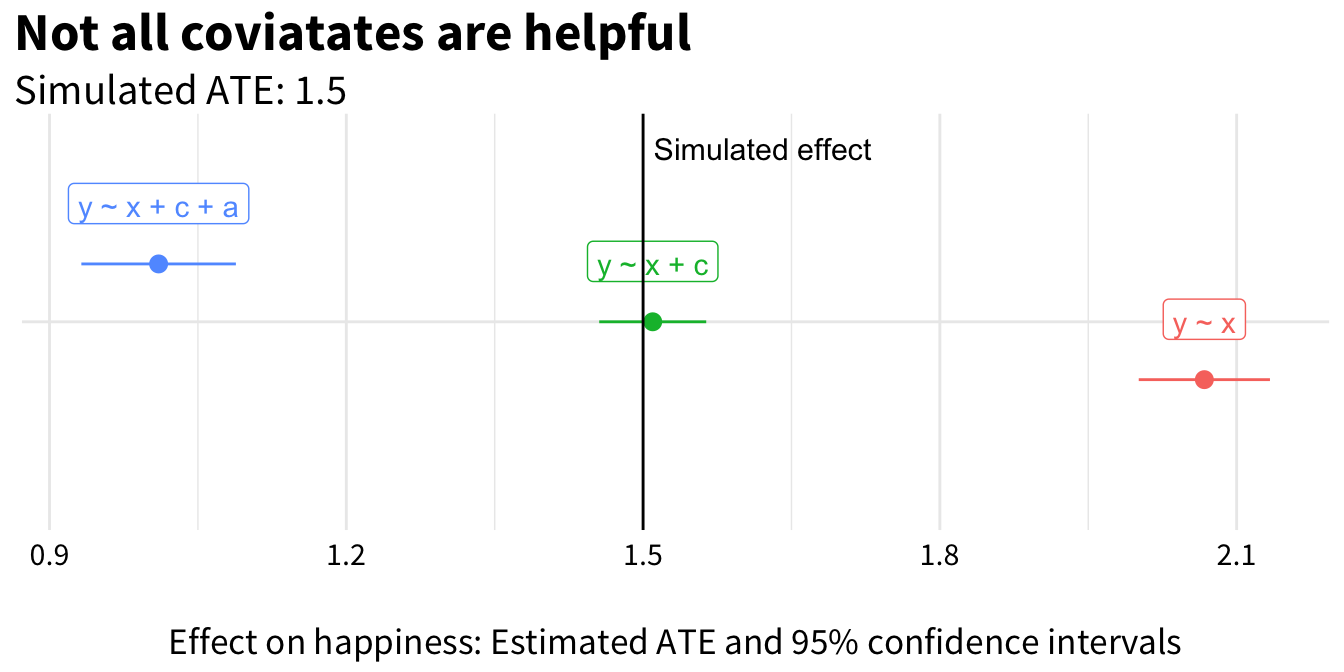 Not all coviatates are helpful
Simulated ATE: 1.5
Simulated effect
y ~ x + c + a
y ~ x + c
y ~ x
0.9 1.2 1.5 1.8 2.1
Effect on happiness: Estimated ATE and 95% confidence intervals